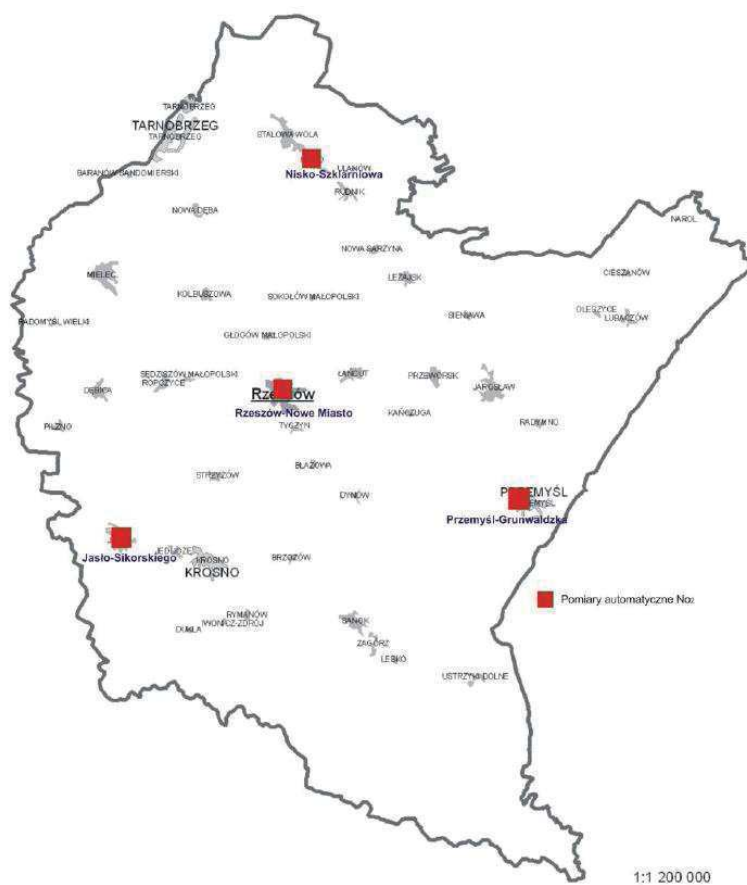 TARNOBRZEG
TARNOBRZEG
TARNOBRZEG
STALOWA WOLA
BARANÓW SANDOMIERSKI
ULANÓW
Nisko-Szklarniowa
RUDNIK
NOWA DĘBA
NAROL
NOWA SARZYNA
MIELEC
LEŻAJSK
CIESZANÓW
KOLBUSZOWA
SOKOŁÓW MAŁOPOLSKI
OLESZYCE
LUBACZÓW
RADOMYŚL WIELKI
SIENIAWA
GŁOGÓW MAŁOPOLSKI
SĘDZISZÓW MAŁOPOLSKI
ŁAŃCUT
PRZEWORSK
ROPCZYCE
DĘBICA
JAROSŁAW
Rzeszów
Rzeszów-Nowe Miasto
KAŃCZUGA
PILZNO
TYCZYN
RADYMNO
BŁAŻOWA
STRZYŻÓW
DYNÓW
PRZEMYŚL
PRZEMYŚL
Przemyśl-Grunwaldzka
JEDLICZE
Jasło-Sikorskiego
KROSNO
BRZOZÓW
KROSNO
Pomiary automatyczne No₂
RYMANÓW
IWONICZ-ZDRÓJ
DUKLA
SANOK
ZAGÓRZ
LESKO
USTRZYKI DOLNE
1:1 200 000